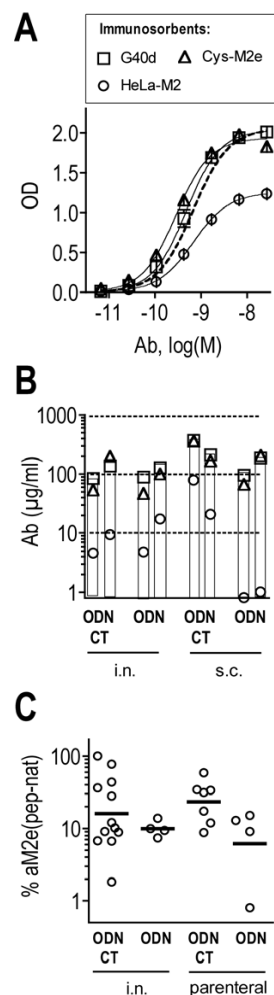 A
Immunosorbents:
G40d Cys-M2e
HeLa-M2
2.0
1.5
1.0
0.5
0.0
OD
-11 -10 -9 -8
Ab, log(M)
B
1000
100
10
1
Ab (µg/ml)
ODN ODN ODN ODN
CT CT
i.n. s.c.
C
100
10
1
% aM2e(pep-nat)
ODN ODN ODN ODN
CT CT
i.n. parenteral